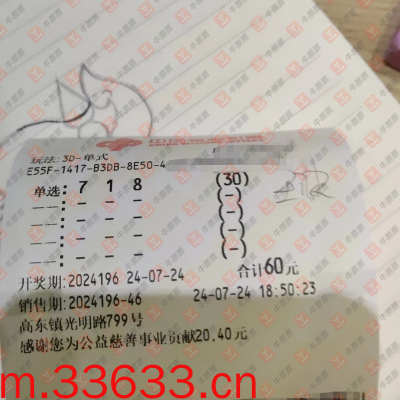 玩法:3D-单式
E55F-1417-B3DB-8E50-4
单选: 7 1 8 (30)
-- - - - (-)
-- - - - (-)
-- - - - (-)
-- - - - (-)
开奖期:2024196 24-07-24 合计60元
销售期:2024196-46 24-07-24 18:50:23
高东镇光明路799号
感谢您为公益慈善事业贡献20.40元
m.33633.cn